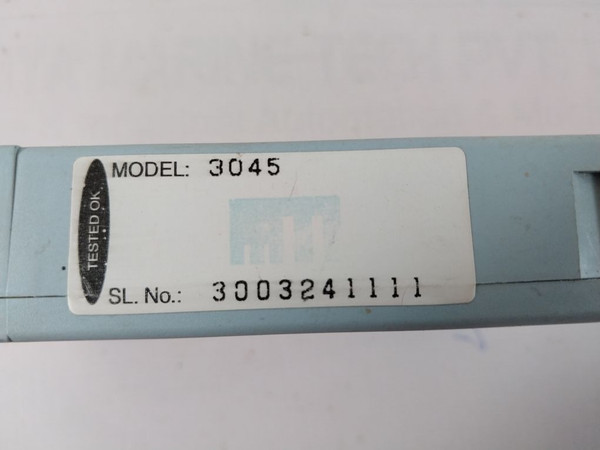 MODEL: 3045
TESTED OK
SL. No.: 3003241111